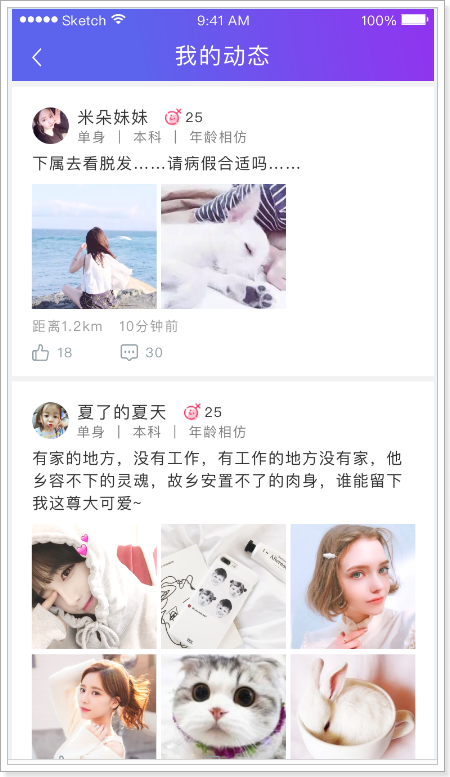 Sketch 9:41 AM 100%
我的动态
米朵妹妹 25
单身 | 本科 | 年龄相仿
下属去看脱发……请病假合适吗……
距离1.2km 10分钟前
18 30
夏了的夏天 25
单身 | 本科 | 年龄相仿
有家的地方，没有工作，有工作的地方没有家，他
乡容不下的灵魂，故乡安置不了的肉身，谁能留下
我这尊大可爱~